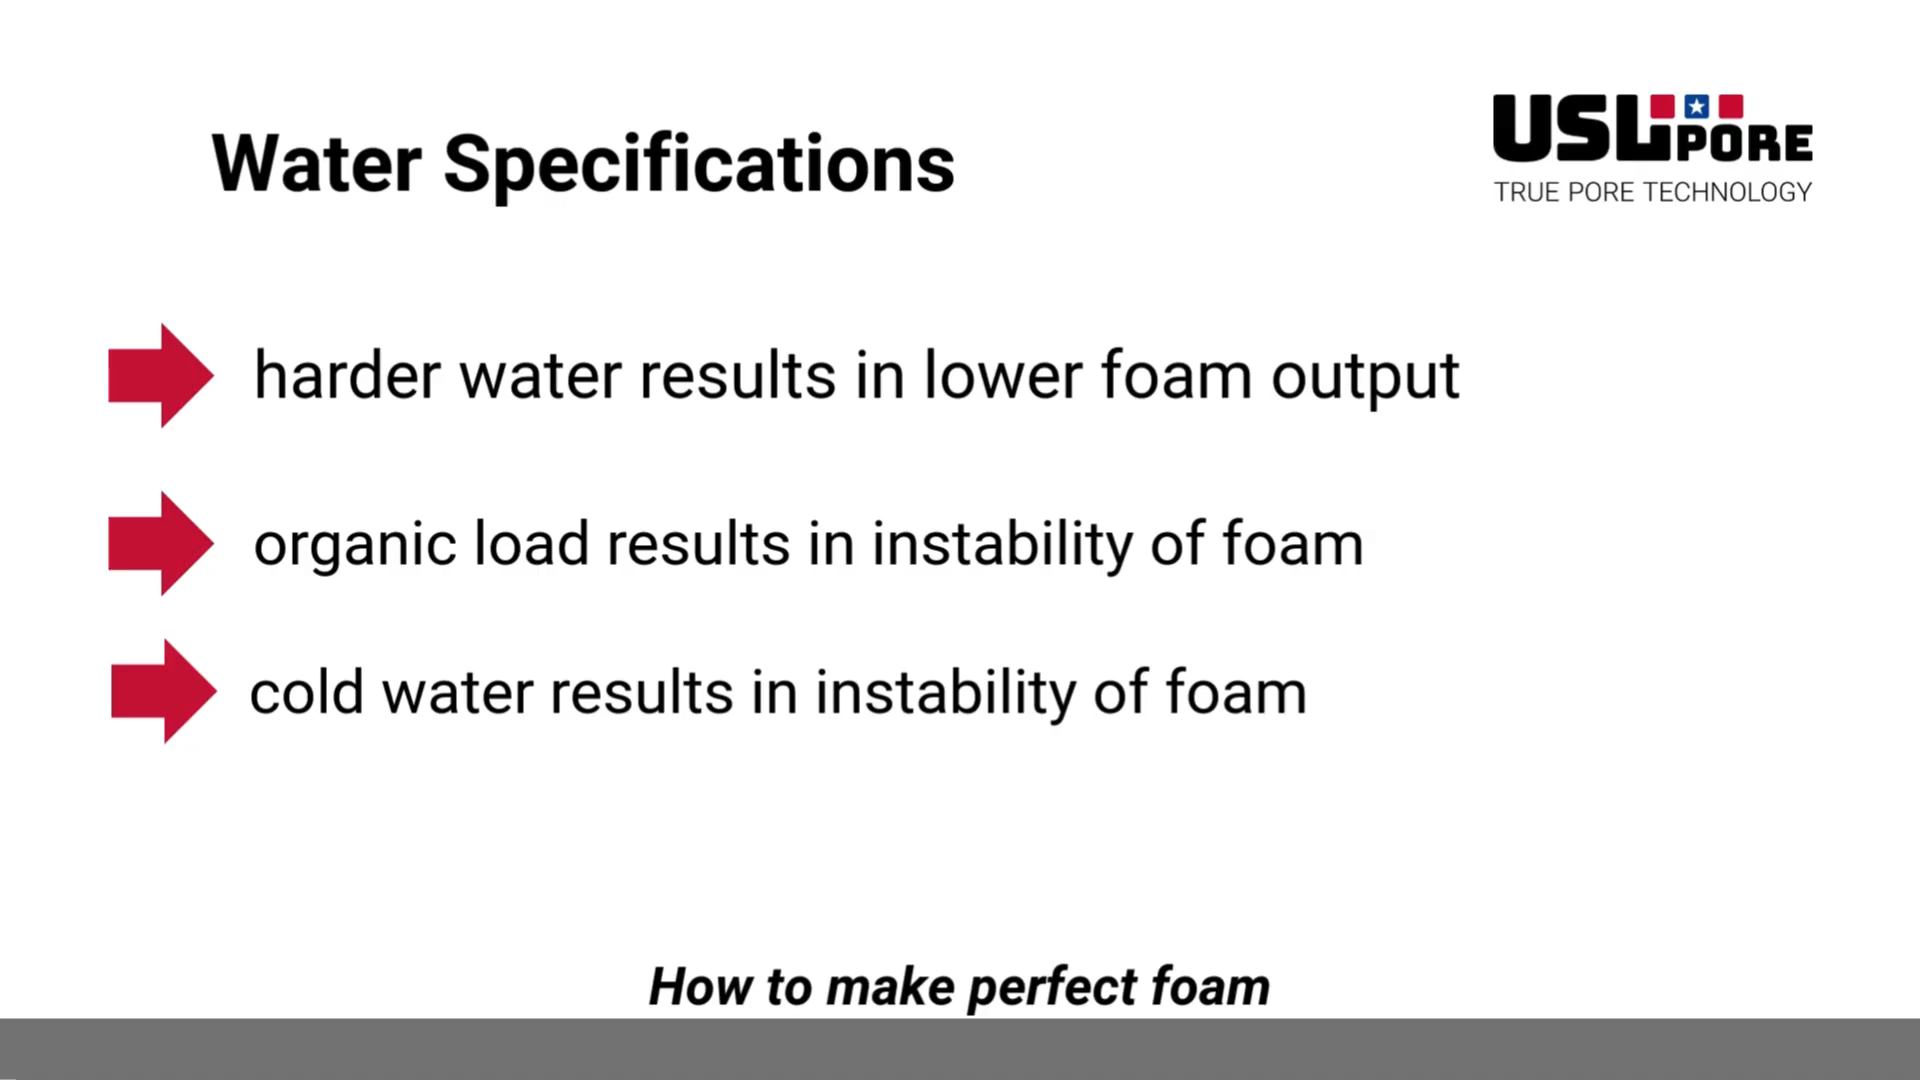 Water Specifications
USLPORE
TRUE PORE TECHNOLOGY
harder water results in lower foam output
organic load results in instability of foam
cold water results in instability of foam
How to make perfect foam